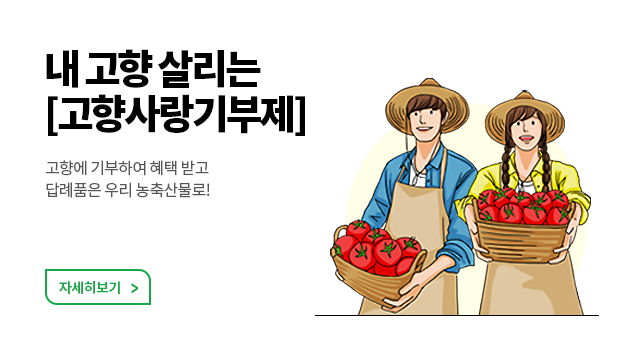 내 고향 살리는
[고향사랑기부제]
고향에 기부하여 혜택 받고
답례품은 우리 농축산물로!
자세히보기 >